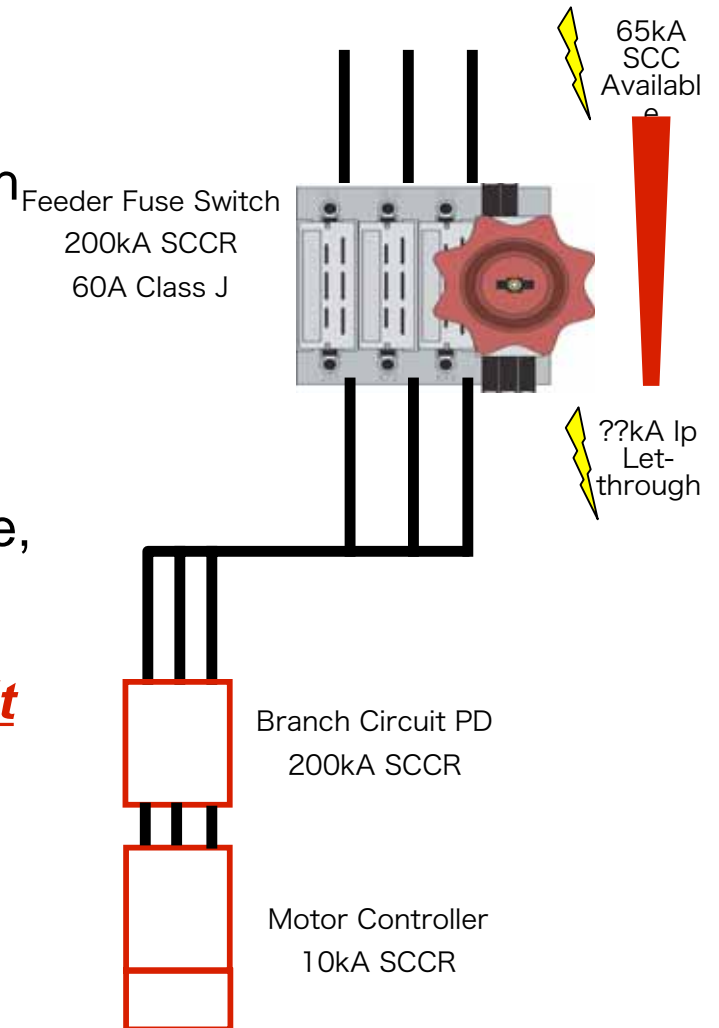 65kA
SCC
Availabl
e
Feeder Fuse Switch
200kA SCCR
60A Class J
??kA Ip
Let-
through
e,
Branch Circuit PD
200kA SCCR
Motor Controller
10kA SCCR